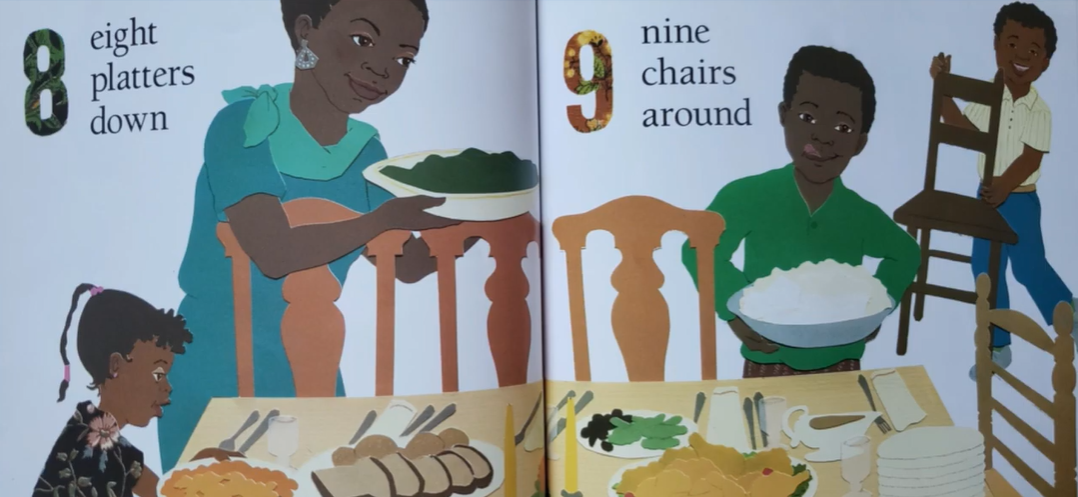 8
eight
platters
down
9
nine
chairs
around